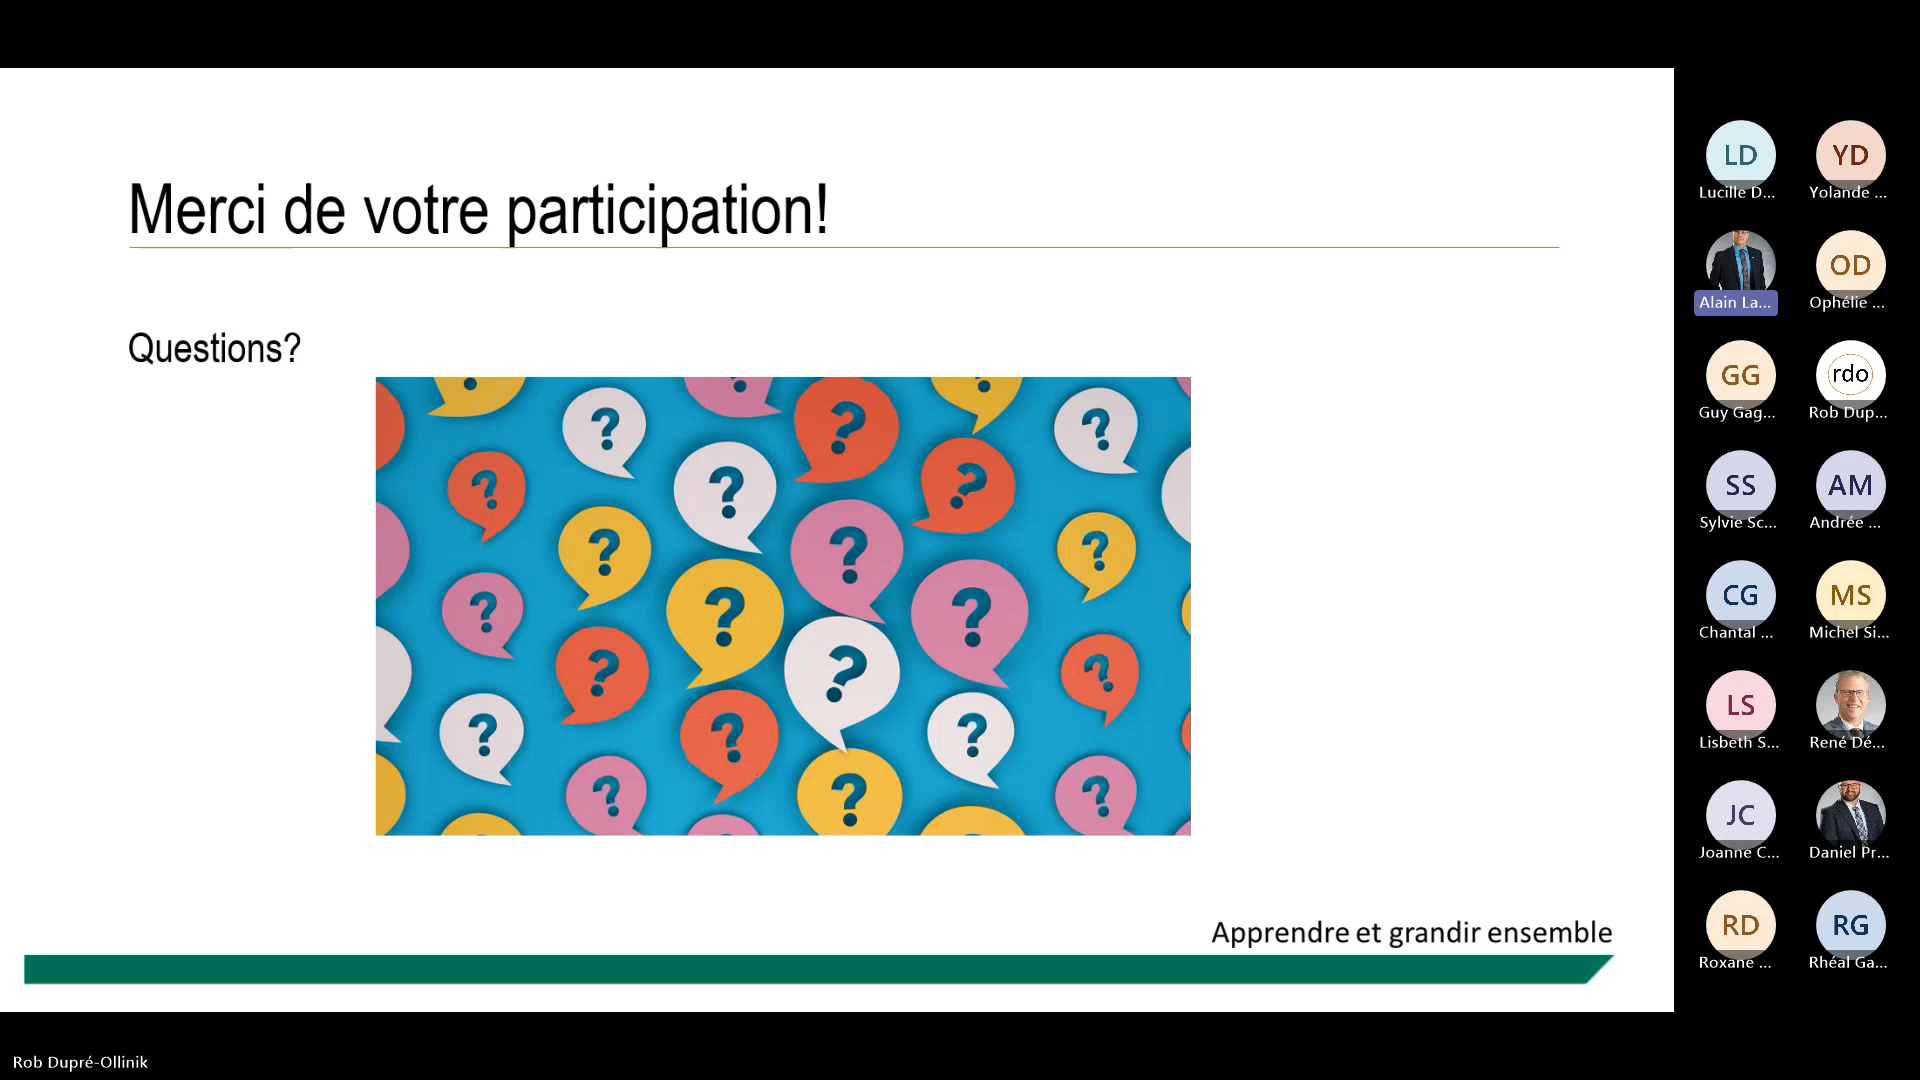 Merci de votre participation!
Questions?
? ? ? ? ? ?
? ? ? ? ?
? ? ? ?
? ? ?
? ? ?
? ? ?
? ? ?
Apprendre et grandir ensemble
LD YD
Lucille D... Yolande ...
OD
Alain La... Ophélie ...
GG rdo
Guy Gag... Rob Dup...
SS AM
Sylvie Sc... Andrée ...
CG MS
Chantal ... Michel Si...
LS
Lisbeth S... René Dé...
JC
Joanne C... Daniel Pr...
RD RG
Roxane ... Rhéal Ga...
Rob Dupré-Ollinik